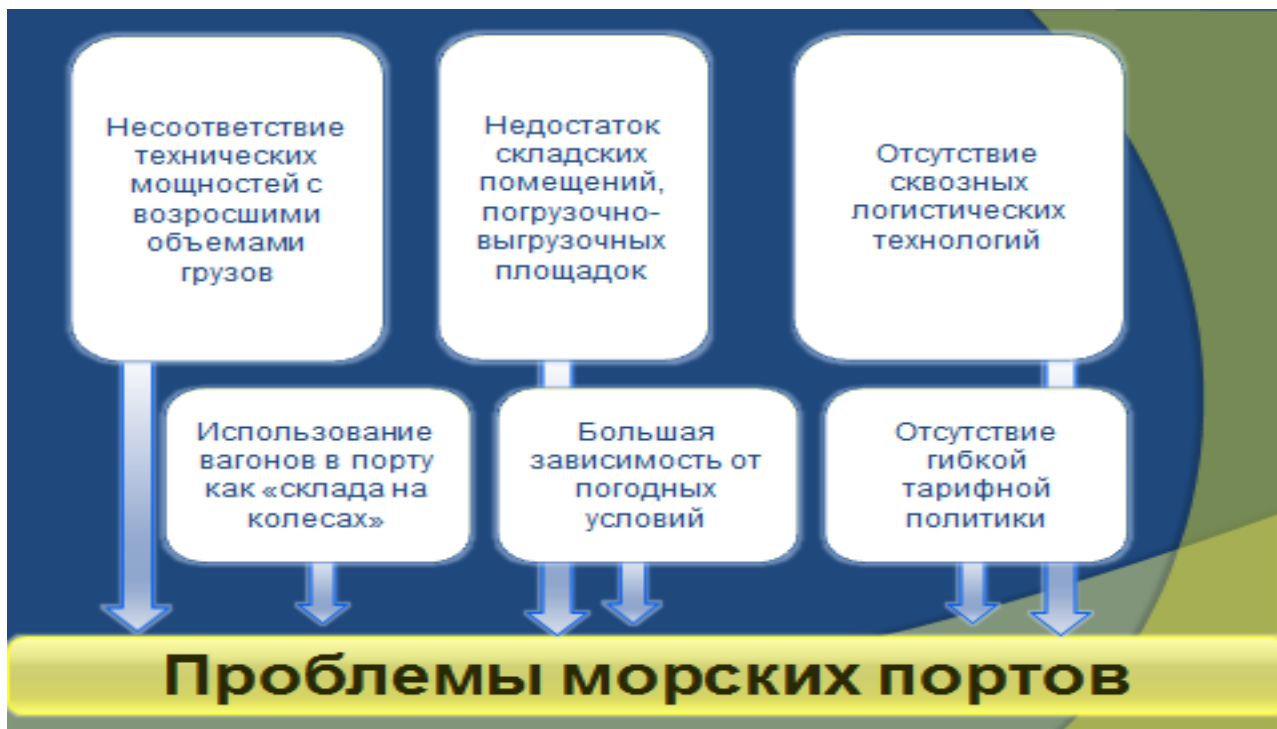 Несоответствие
технических
мощностей с
возросшими
объемами
грузов
Недостаток
складских
помещений,
погрузочно-
выгрузочных
площадок
Отсутствие
сквозных
логистических
технологий
Использование
вагонов в порту
как «склада на
колесах»
Большая
зависимость от
погодных
условий
Отсутствие
гибкой
тарифной
политики
Проблемы морских портов